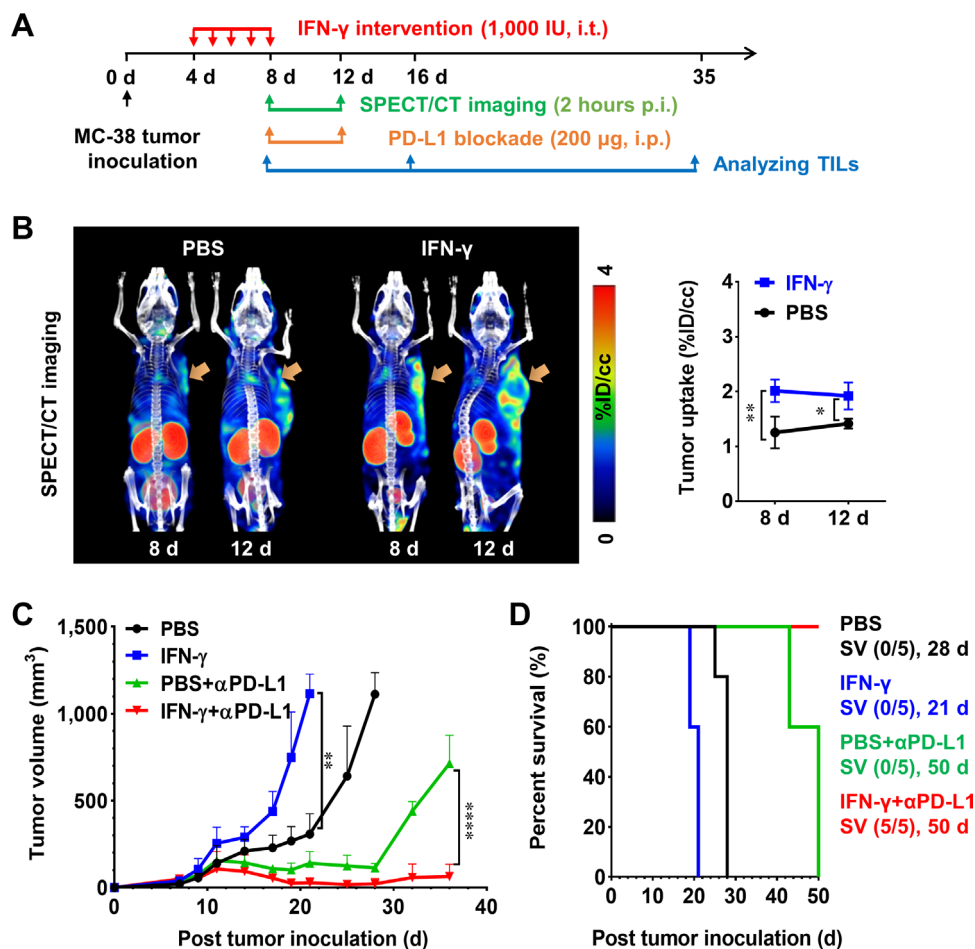 A
IFN-γ intervention (1,000 IU, i.t.)
0 d 4 d 8 d 12 d 16 d 35
MC-38 tumor
inoculation
SPECT/CT imaging (2 hours p.i.)
PD-L1 blockade (200 μg, i.p.)
Analyzing TILs
B
SPECT/CT imaging
PBS IFN-γ
8 d 12 d 8 d 12 d
4
%ID/cc
0
Tumor uptake (%ID/cc)
4
3
2
1
0
IFN-γ
PBS
**
*
8 d 12 d
C
Tumor volume (mm³)
1,500
1,000
500
0
PBS
IFN-γ
PBS+αPD-L1
IFN-γ+αPD-L1
**
****
0 10 20 30 40
Post tumor inoculation (d)
D
Percent survival (%)
100
80
60
40
20
0
0 10 20 30 40 50
Post tumor inoculation (d)
PBS
SV (0/5), 28 d
IFN-γ
SV (0/5), 21 d
PBS+αPD-L1
SV (0/5), 50 d
IFN-γ+αPD-L1
SV (5/5), 50 d